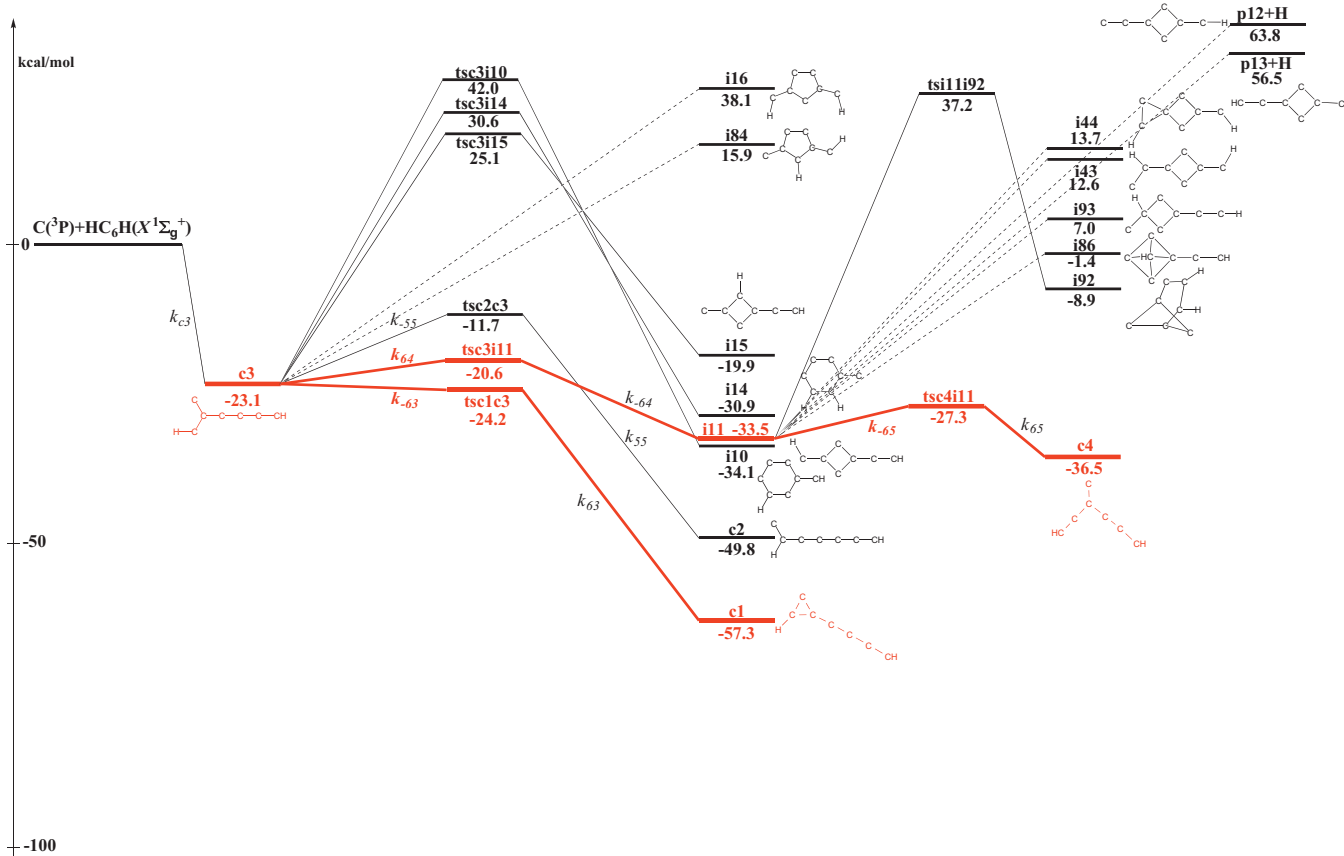 kcal/mol
0
-50
-100
C(³P)+HC₆H(X¹Σg⁺)
k_c3
c3
-23.1
H C C C C C C CH
tsc3i10
42.0
tsc3i14
30.6
tsc3i15
25.1
k_-55
tsc2c3
-11.7
k_64
tsc3i11
-20.6
k_-63
tsc1c3
-24.2
k_-64
k_55
k_63
i16
38.1
i84
15.9
i15
-19.9
i14
-30.9
i11 -33.5
i10
-34.1
c2
-49.8
c1
-57.3
tsi11i92
37.2
k_-65
tsc4i11
-27.3
k_65
c4
-36.5
p12+H
63.8
p13+H
56.5
i44
13.7
i43
12.6
i93
7.0
i86
-1.4
i92
-8.9